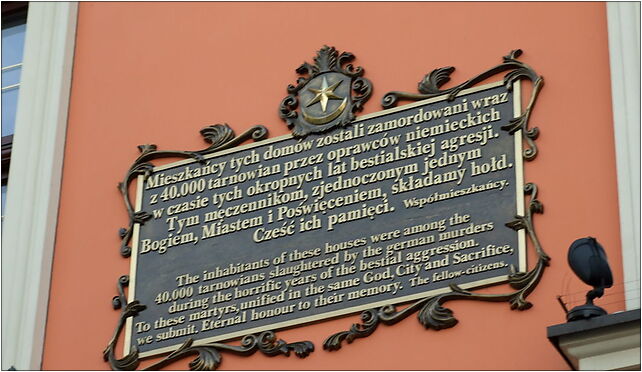 Mieszkańcy tych domów zostali zamordowani wraz
z 40.000 tarnowian przez oprawców niemieckich
w czasie tych okropnych lat bestialskiej agresji.
Tym męczennikom, zjednoczonym jednym
Bogiem, Miastem i Poświęceniem, składamy hołd.
Cześć ich pamięci. Współmieszkańcy.
The inhabitants of these houses were among the
40.000 tarnowians slaughtered by the german murders
during the horrific years of the bestial aggression.
To these martyrs, unified in the same God, City and Sacrifice,
we submit. Eternal honour to their memory. The fellow-citizens.